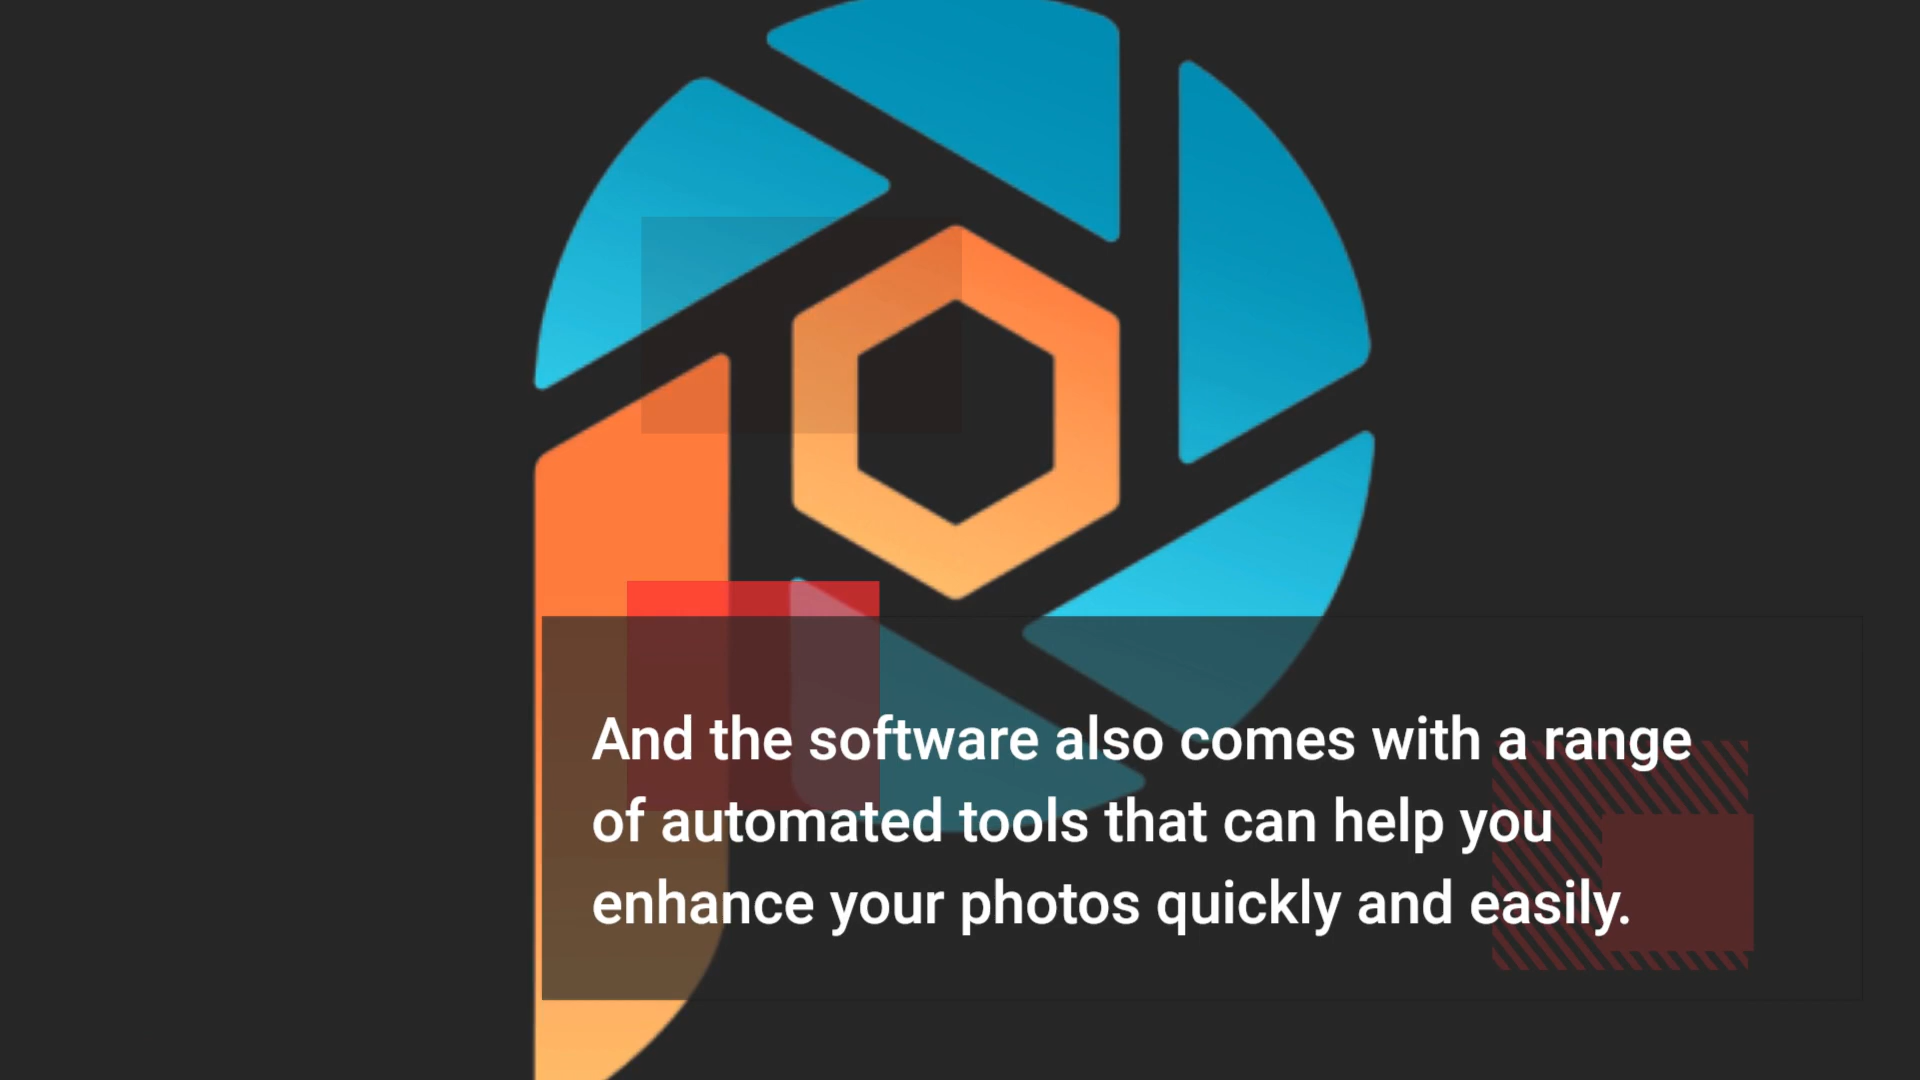 And the software also comes with a range
of automated tools that can help you
enhance your photos quickly and easily.